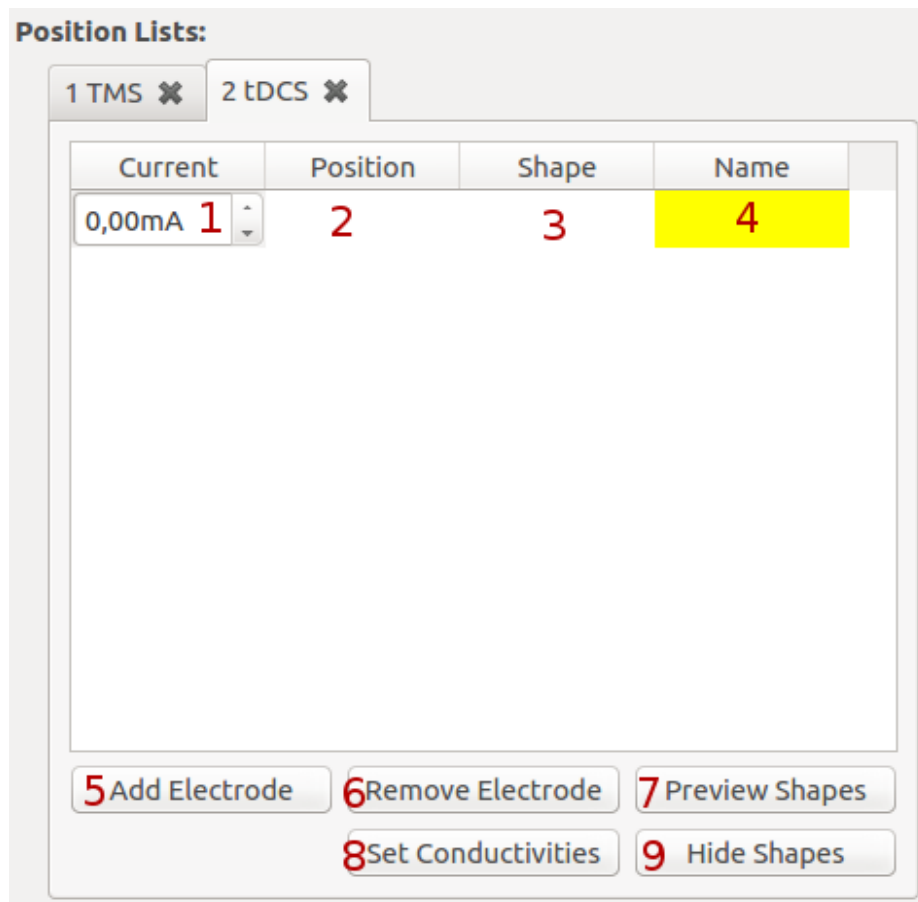 Position Lists:
1 TMS ✖ 2 tDCS ✖
Current Position Shape Name
0,00mA 1 2 3 4
5 Add Electrode 6 Remove Electrode 7 Preview Shapes
8 Set Conductivities 9 Hide Shapes